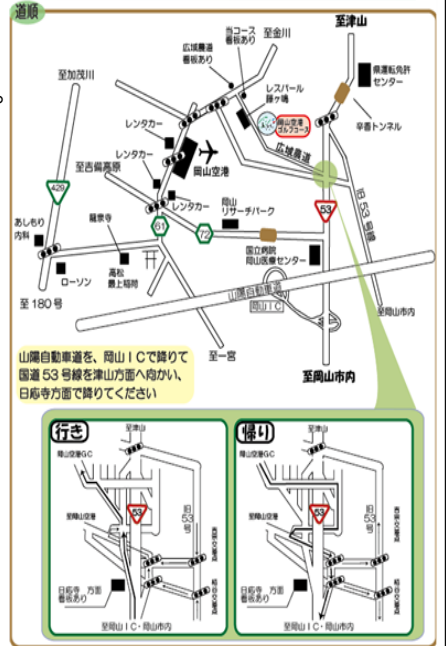 道順
至津山
当コース
看板あり
至金川
広域農道
看板あり
県運転免許
センター
至加茂川
レスパール
藤ヶ鳴
レンタカー
岡山空港
ゴルフコース
辛香トンネル
広域農道
レンタカー
至吉備高原
岡山空港
429
レンタカー
岡山
リサーチパーク
53
旧53号線
あしもり
内科
龍泉寺
61
72
国立病院
岡山医療センター
高松
最上稲荷
ローソン
山陽自動車道
岡山IC
至180号
至岡山市内
至一宮
至岡山市内
山陽自動車道を、岡山ICで降りて
国道53号線を津山方面へ向かい、
日応寺方面で降りてください
行き
至津山
岡山空港GC
53
旧53号
至岡山空港
日応寺 方面
看板あり
至岡山IC・岡山市内
帰り
至津山
岡山空港GC
53
旧53号
至岡山空港
日応寺 方面
看板あり
至岡山IC・岡山市内